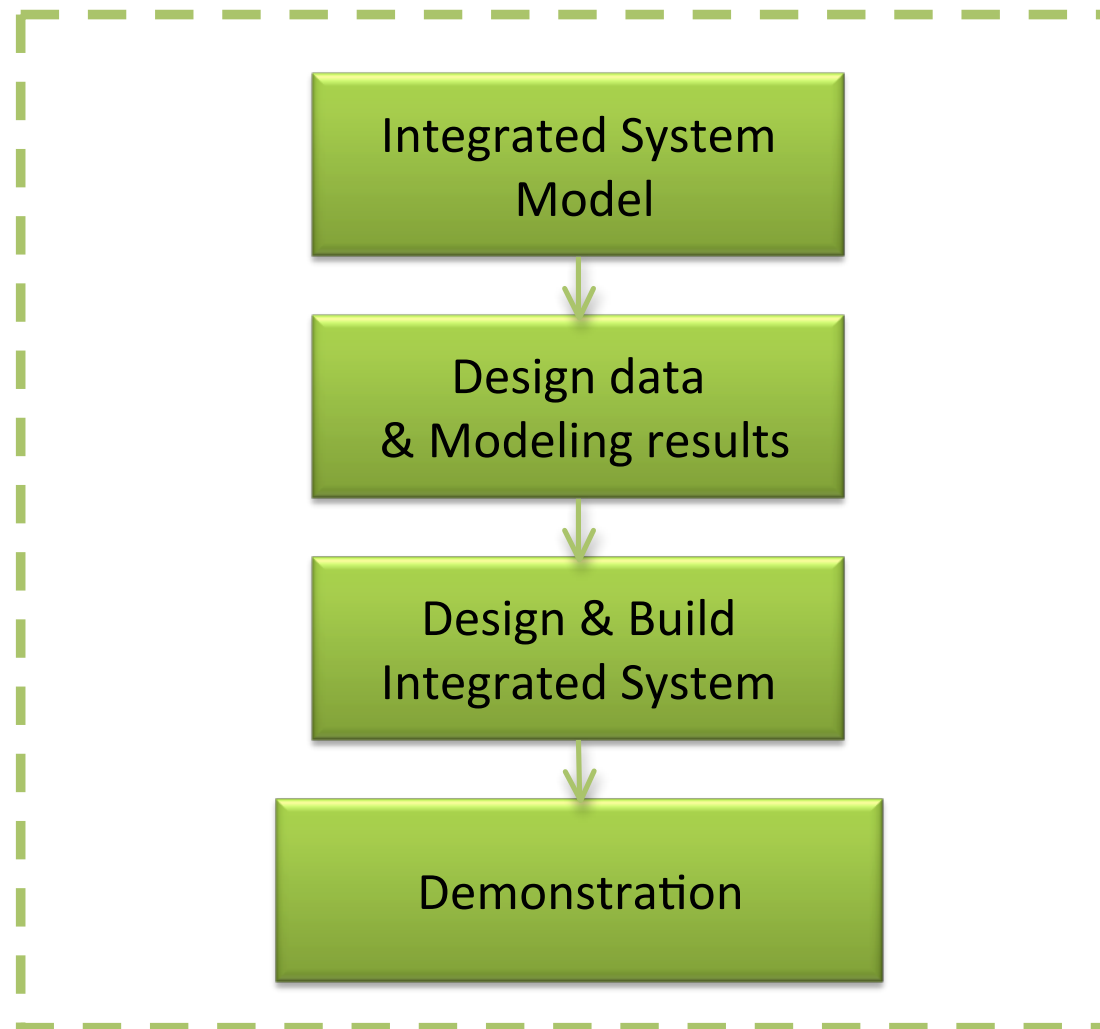 Integrated System
Model
Design data
& Modeling results
Design & Build
Integrated System
Demonstration